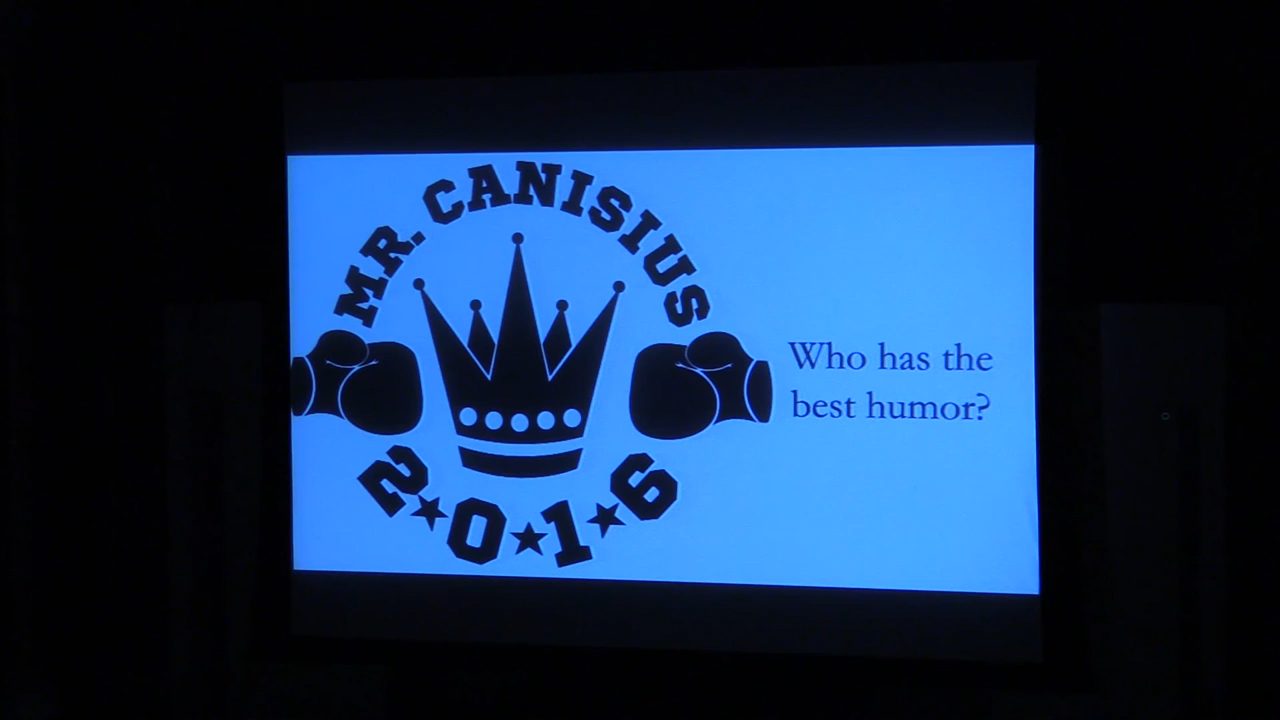 MR. CANISIUS
2★0★1★6
Who has the
best humor?